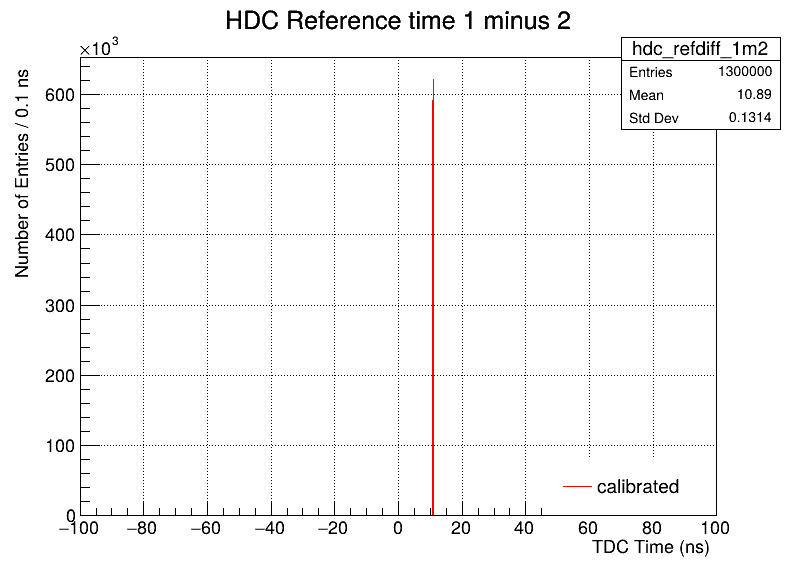 HDC Reference time 1 minus 2
×10³
hdc_refdiff_1m2
Entries 1300000
Mean 10.89
Std Dev 0.1314
Number of Entries / 0.1 ns
600
500
400
300
200
100
0
−100 −80 −60 −40 −20 0 20 40 60 80 100
TDC Time (ns)
calibrated